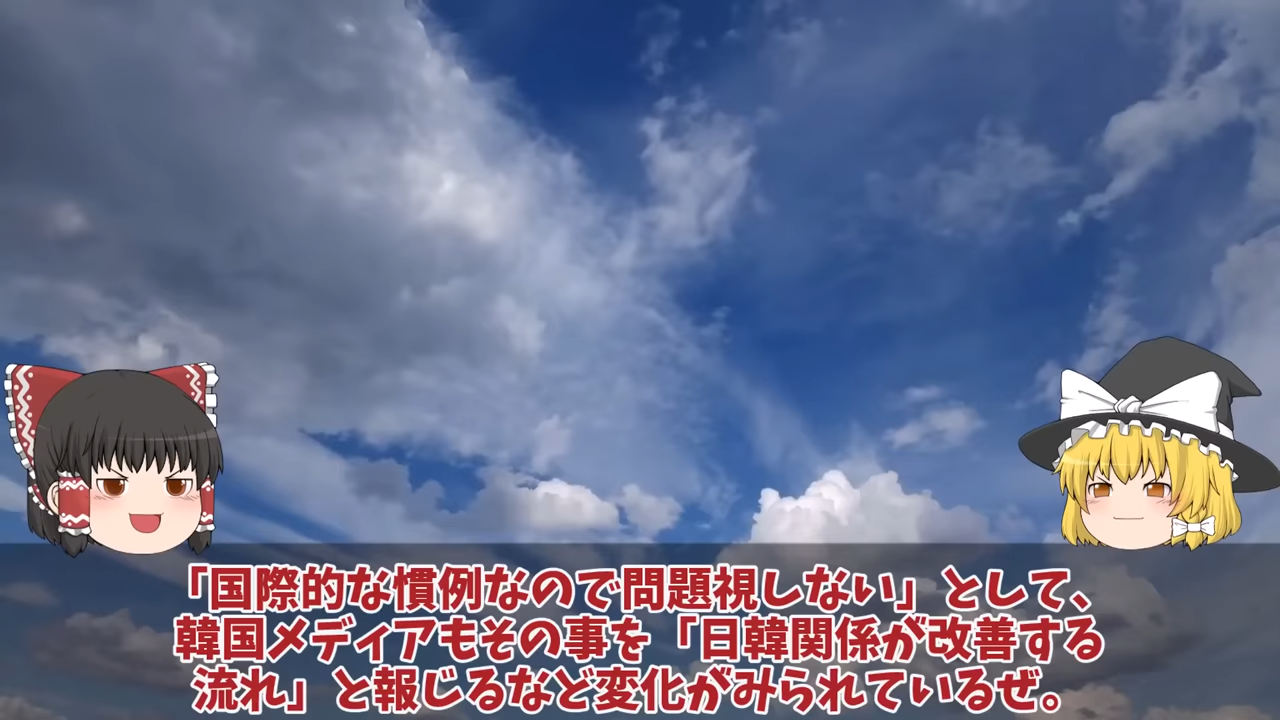 「国際的な慣例なので問題視しない」として、
韓国メディアもその事を「日韓関係が改善する
流れ」と報じるなど変化がみられているぜ。